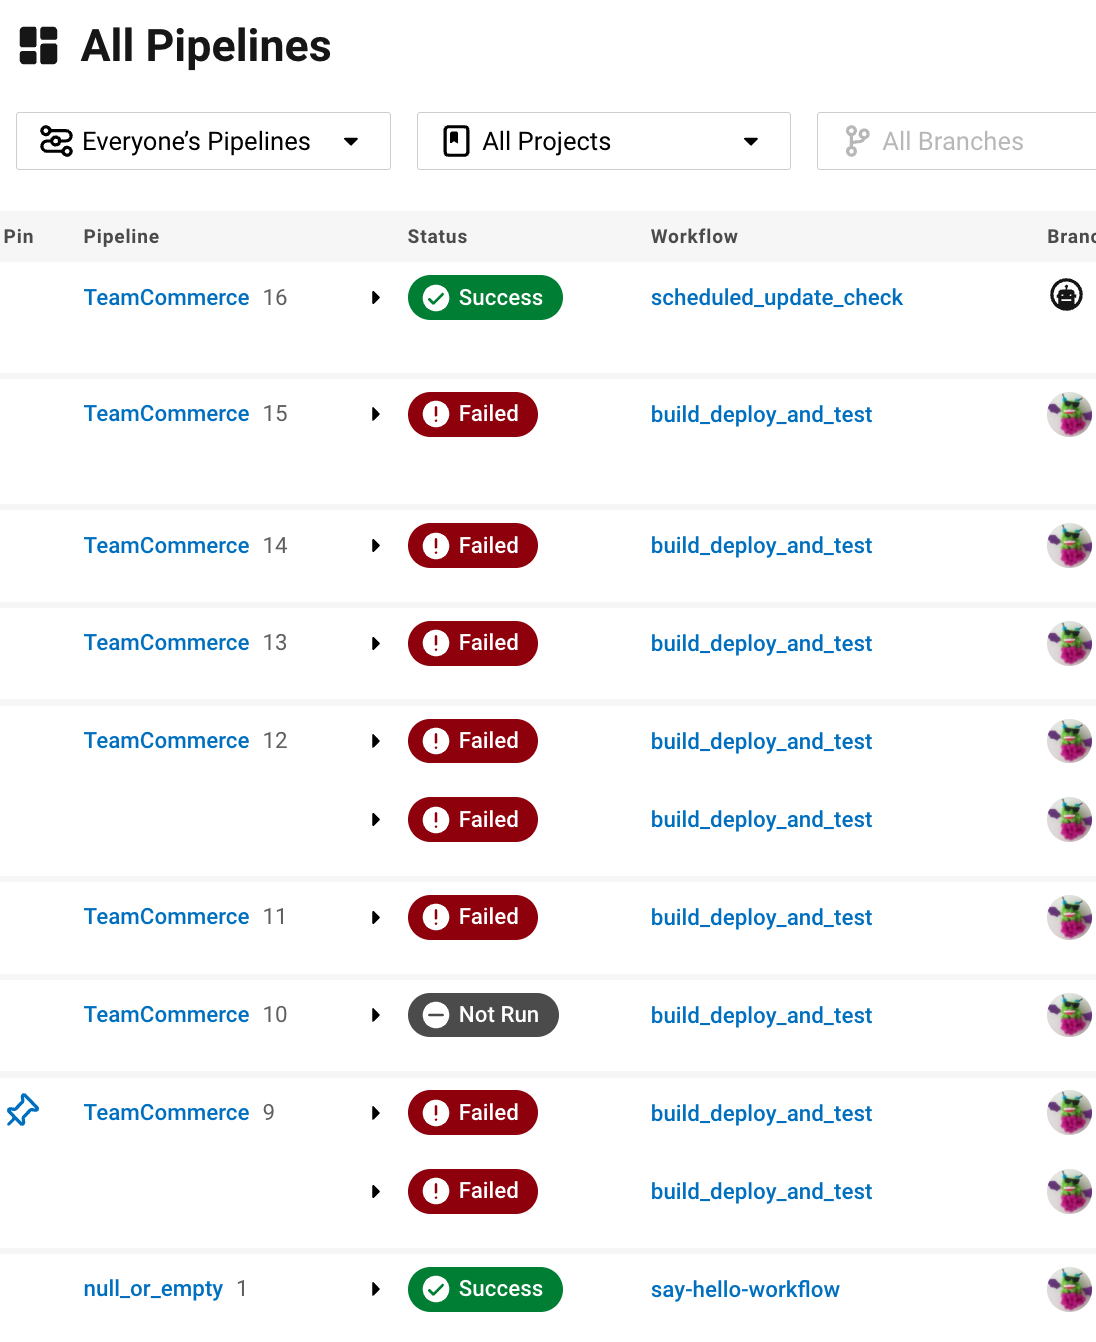 All Pipelines
Everyone’s Pipelines All Projects All Branches
Pin Pipeline Status Workflow
TeamCommerce 16 Success scheduled_update_check
TeamCommerce 15 Failed build_deploy_and_test
TeamCommerce 14 Failed build_deploy_and_test
TeamCommerce 13 Failed build_deploy_and_test
TeamCommerce 12 Failed build_deploy_and_test
Failed build_deploy_and_test
TeamCommerce 11 Failed build_deploy_and_test
TeamCommerce 10 Not Run build_deploy_and_test
TeamCommerce 9 Failed build_deploy_and_test
Failed build_deploy_and_test
null_or_empty 1 Success say-hello-workflow